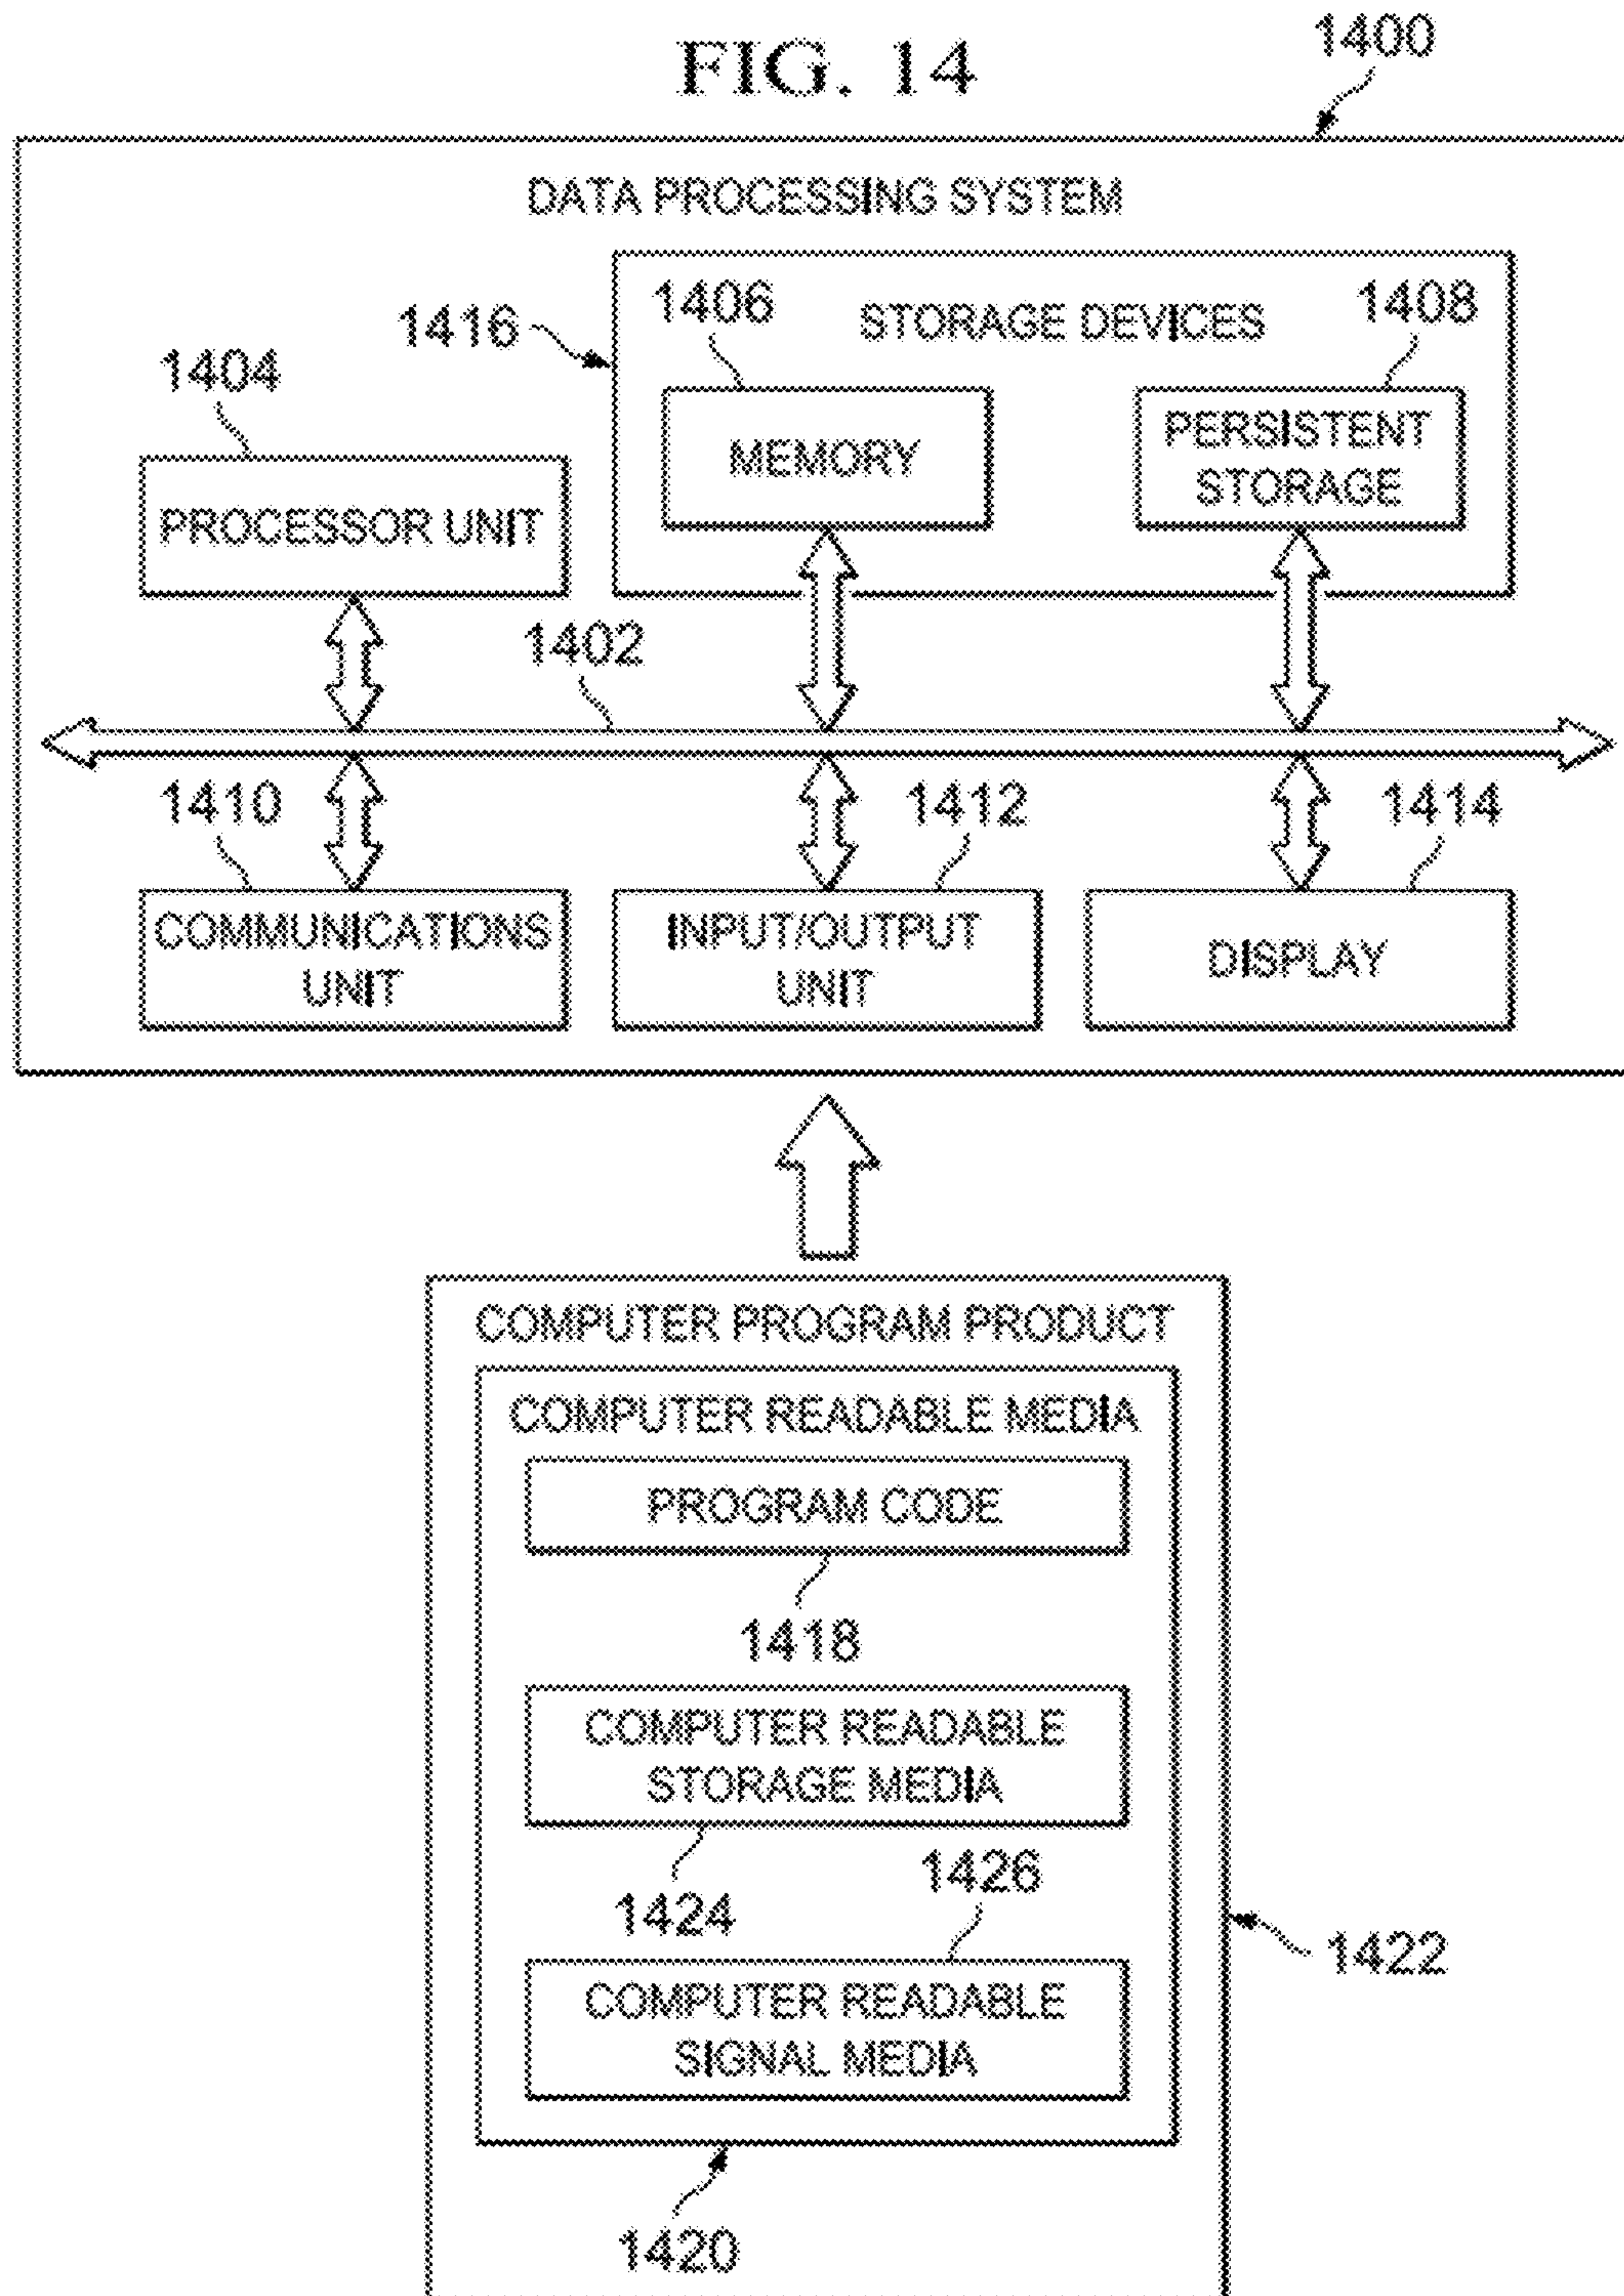 FIG. 14
1400
DATA PROCESSING SYSTEM
1416
1406
STORAGE DEVICES
1408
1404
MEMORY
PERSISTENT
STORAGE
PROCESSOR UNIT
1402
1410
1412
1414
COMMUNICATIONS
UNIT
INPUT/OUTPUT
UNIT
DISPLAY
COMPUTER PROGRAM PRODUCT
COMPUTER READABLE MEDIA
PROGRAM CODE
1418
COMPUTER READABLE
STORAGE MEDIA
1424
1426
COMPUTER READABLE
SIGNAL MEDIA
1422
1420